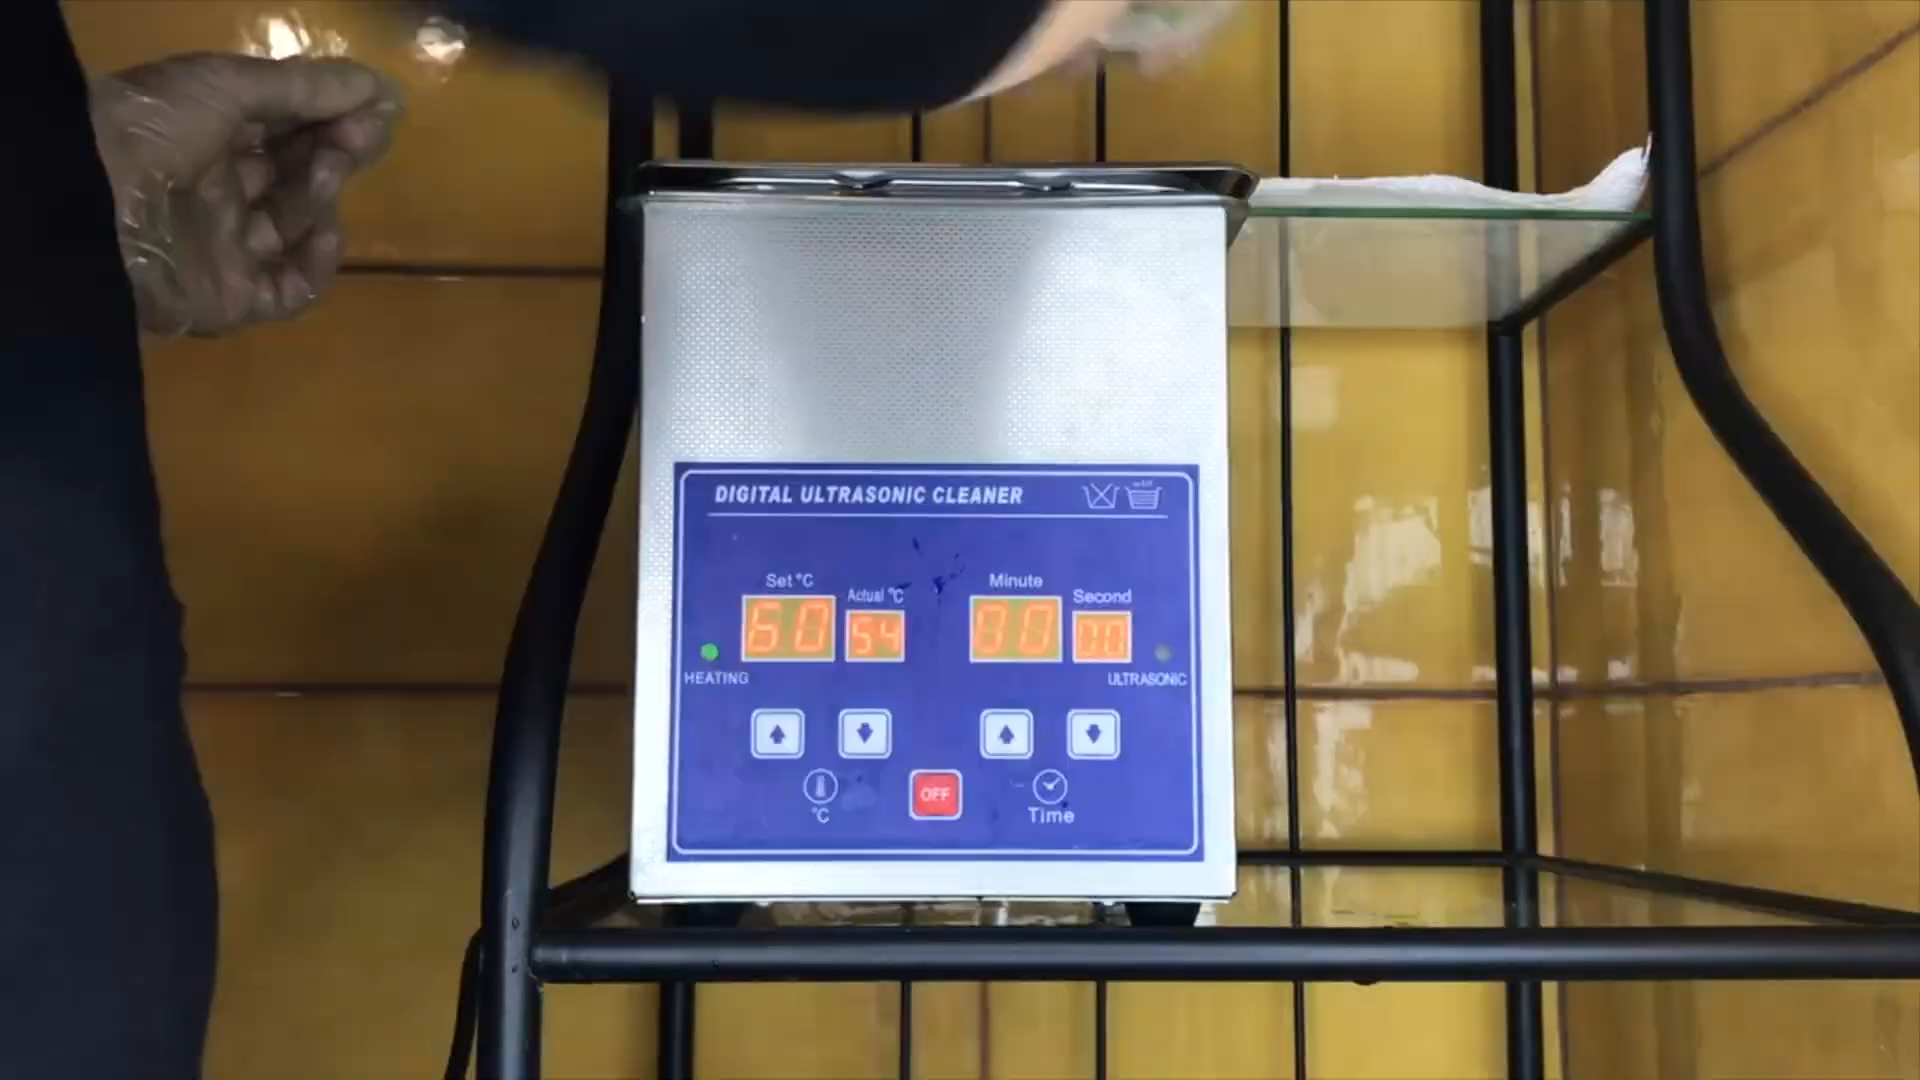 DIGITAL ULTRASONIC CLEANER
Set °C
Actual °C
Minute
Second
60
54
00
00
HEATING
ULTRASONIC
OFF
°C
Time